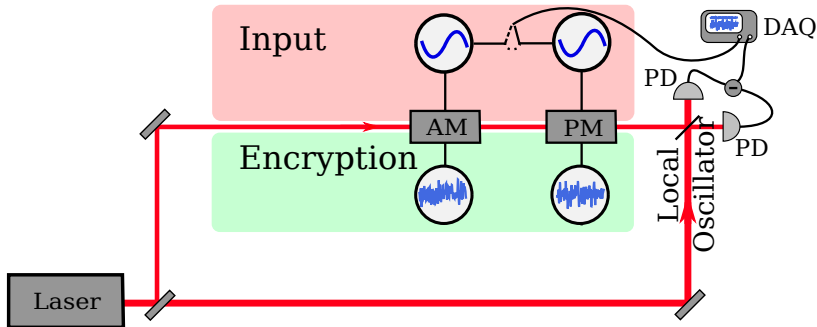 Input
DAQ
PD
AM
PM
PD
Encryption
Local
Oscillator
Laser